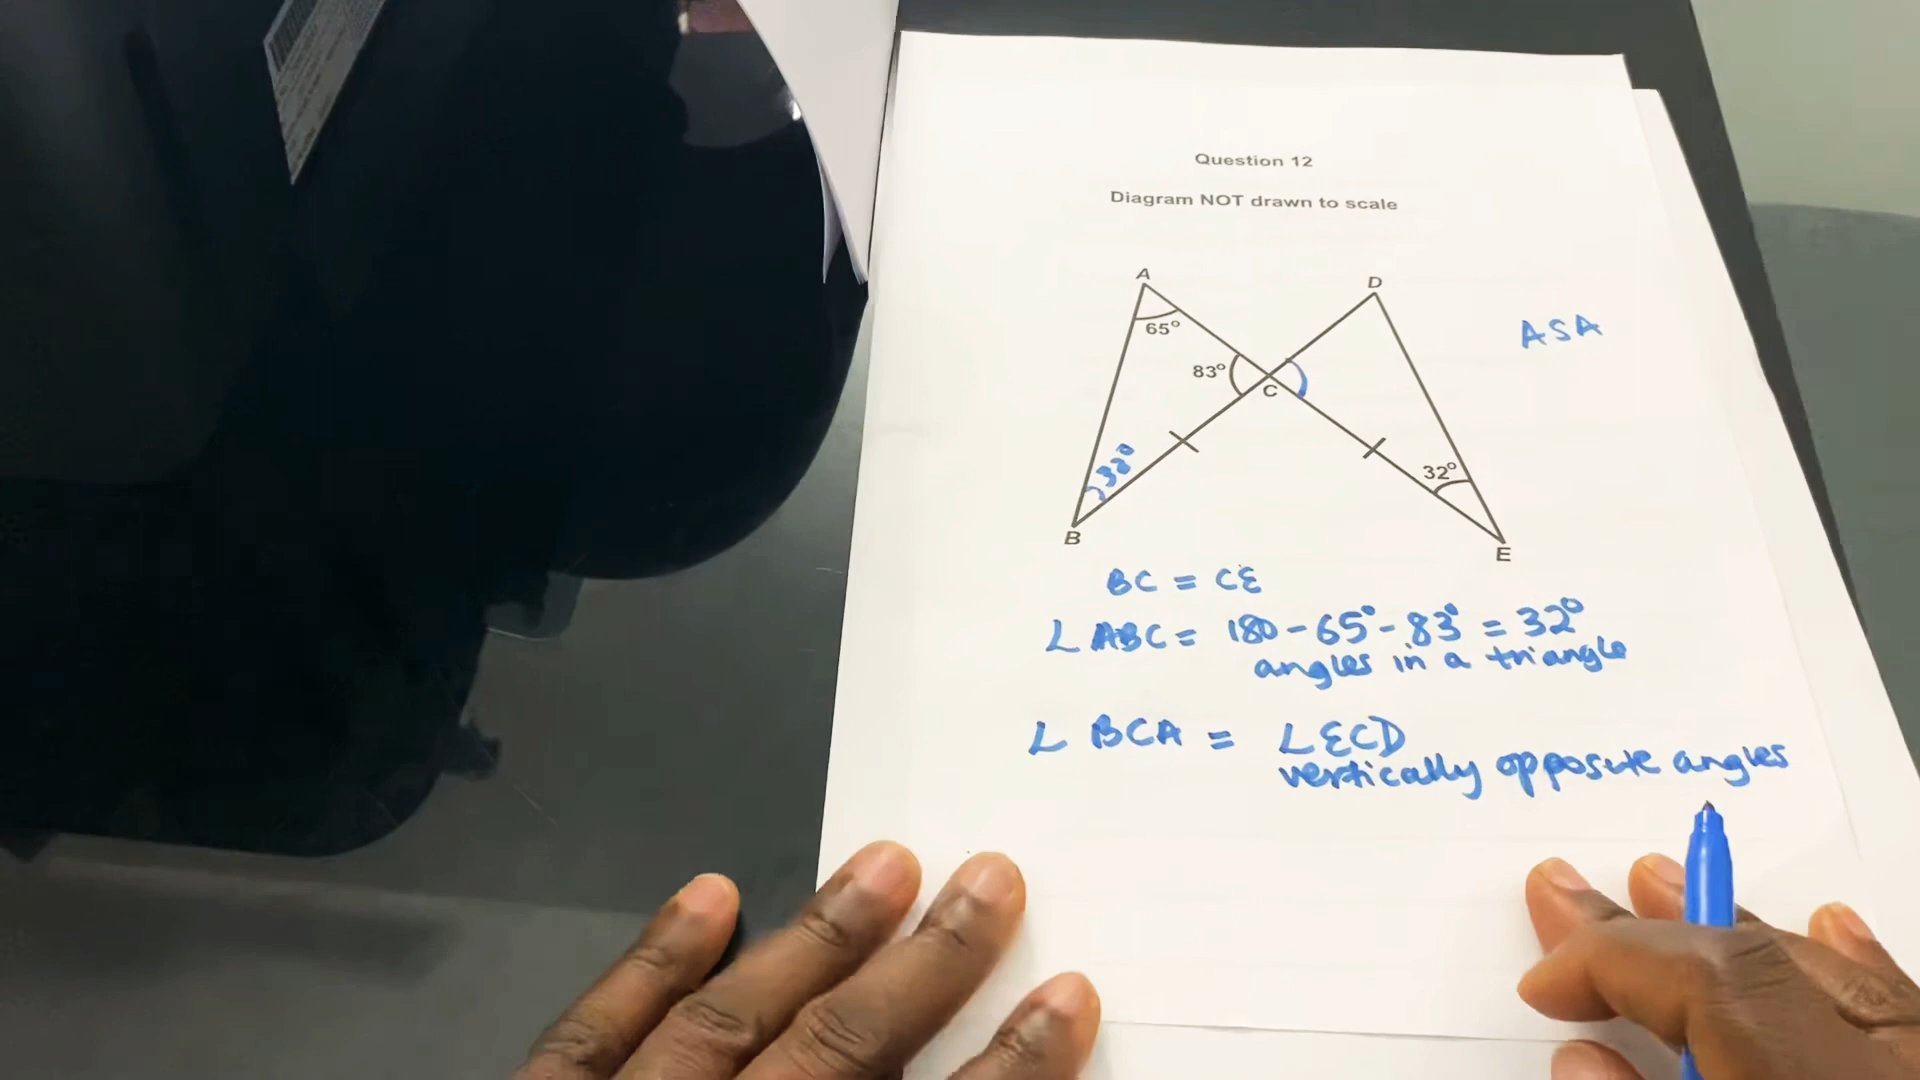 Question 12
Diagram NOT drawn to scale
A
D
65°
ASA
83°
C
32°
32°
B
E
BC = CE
∠ ABC = 180 - 65° - 83° = 32°
angles in a triangle
∠ BCA = ∠ECD
vertically opposite angles